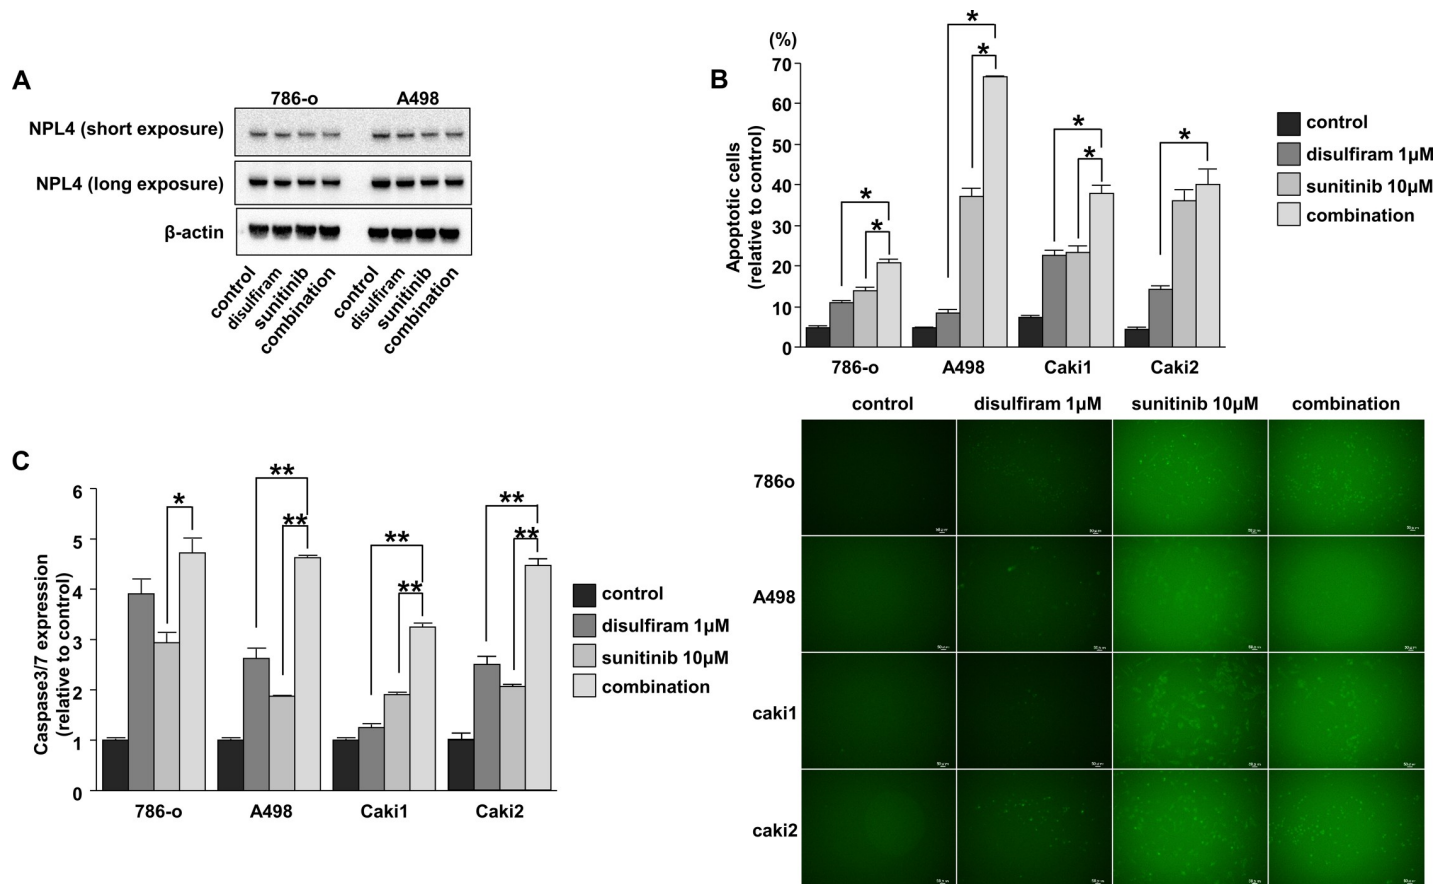 A
786-o A498
NPL4 (short exposure)
NPL4 (long exposure)
β-actin
control
disulfiram
sunitinib
combination
control
disulfiram
sunitinib
combination
B
(%)
Apoptotic cells
(relative to control)
70
60
50
40
30
20
10
0
* * * * * * *
786-o A498 Caki1 Caki2
control
disulfiram 1µM
sunitinib 10µM
combination
control disulfiram 1µM sunitinib 10µM combination
786o
A498
caki1
caki2
C
Caspase3/7 expression
(relative to control)
6
5
4
3
2
1
0
* ** ** ** ** ** **
786-o A498 Caki1 Caki2
control
disulfiram 1µM
sunitinib 10µM
combination